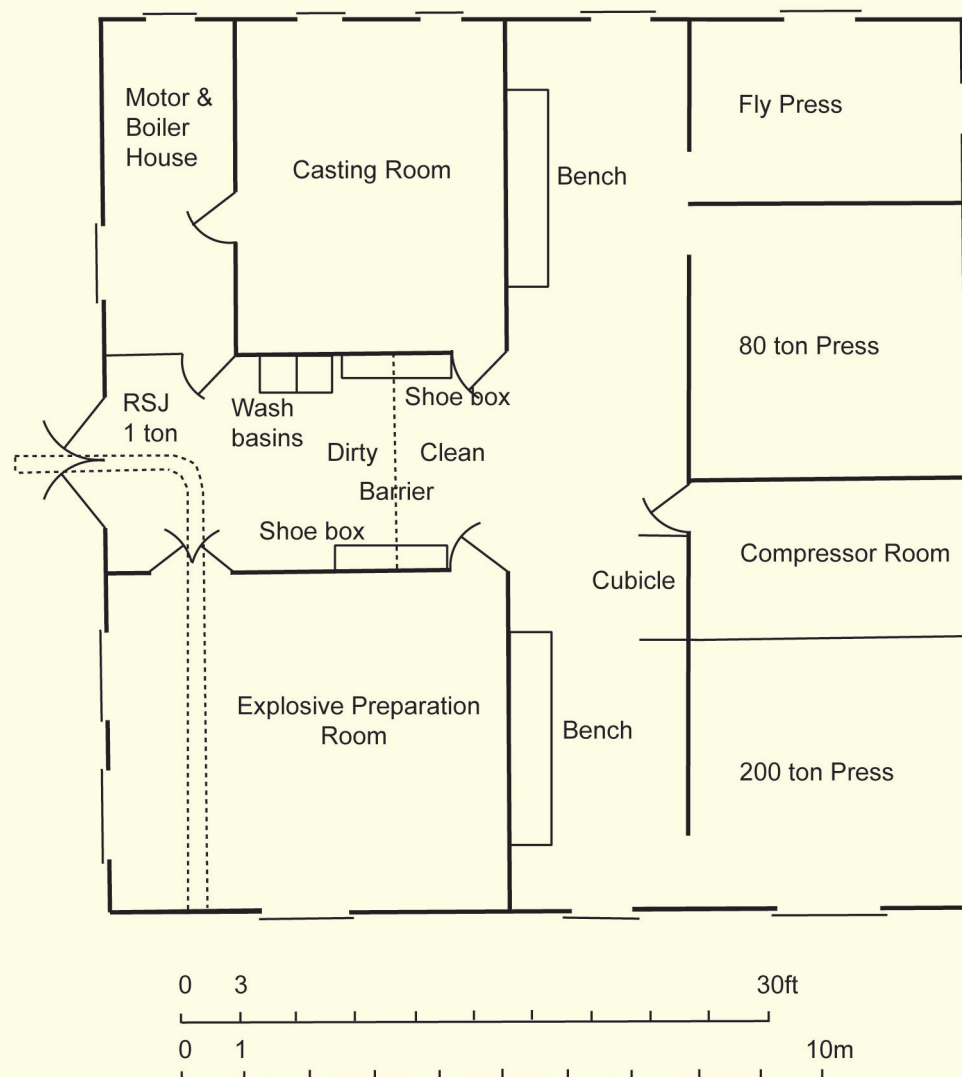 Motor &
Boiler
House
Casting Room
Bench
Fly Press
80 ton Press
RSJ
1 ton
Wash
basins
Shoe box
Dirty
Clean
Barrier
Shoe box
Cubicle
Compressor Room
Explosive Preparation
Room
Bench
200 ton Press
0 3 30ft
0 1 10m